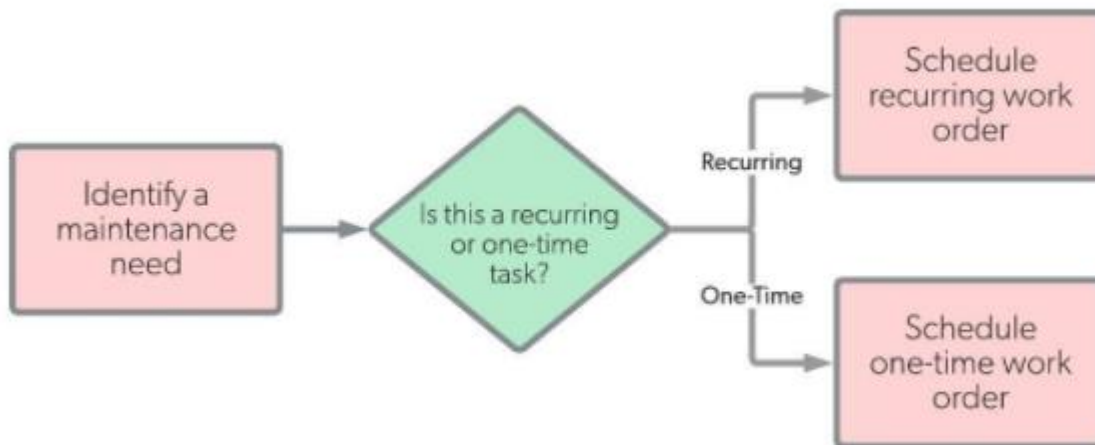 Identify a
maintenance
need
Is this a recurring
or one-time
task?
Recurring
Schedule
recurring work
order
One-Time
Schedule
one-time work
order